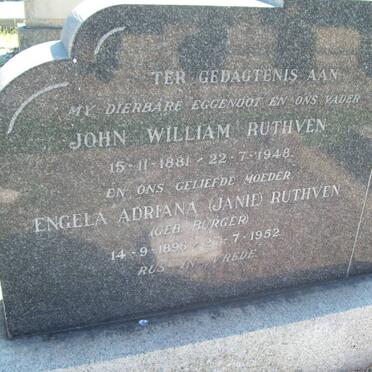 TER GEDAGTENIS AAN
MY DIERBARE EGGENOOT EN ONS VADER
JOHN WILLIAM RUTHVEN
15-11-1881 - 22-7-1948.
EN ONS GELIEFDE MOEDER
ENGELA ADRIANA (JANIE) RUTHVEN
(GEB. BURGER)
14-9-1896 - -7-1952
RUS IN VREDE.